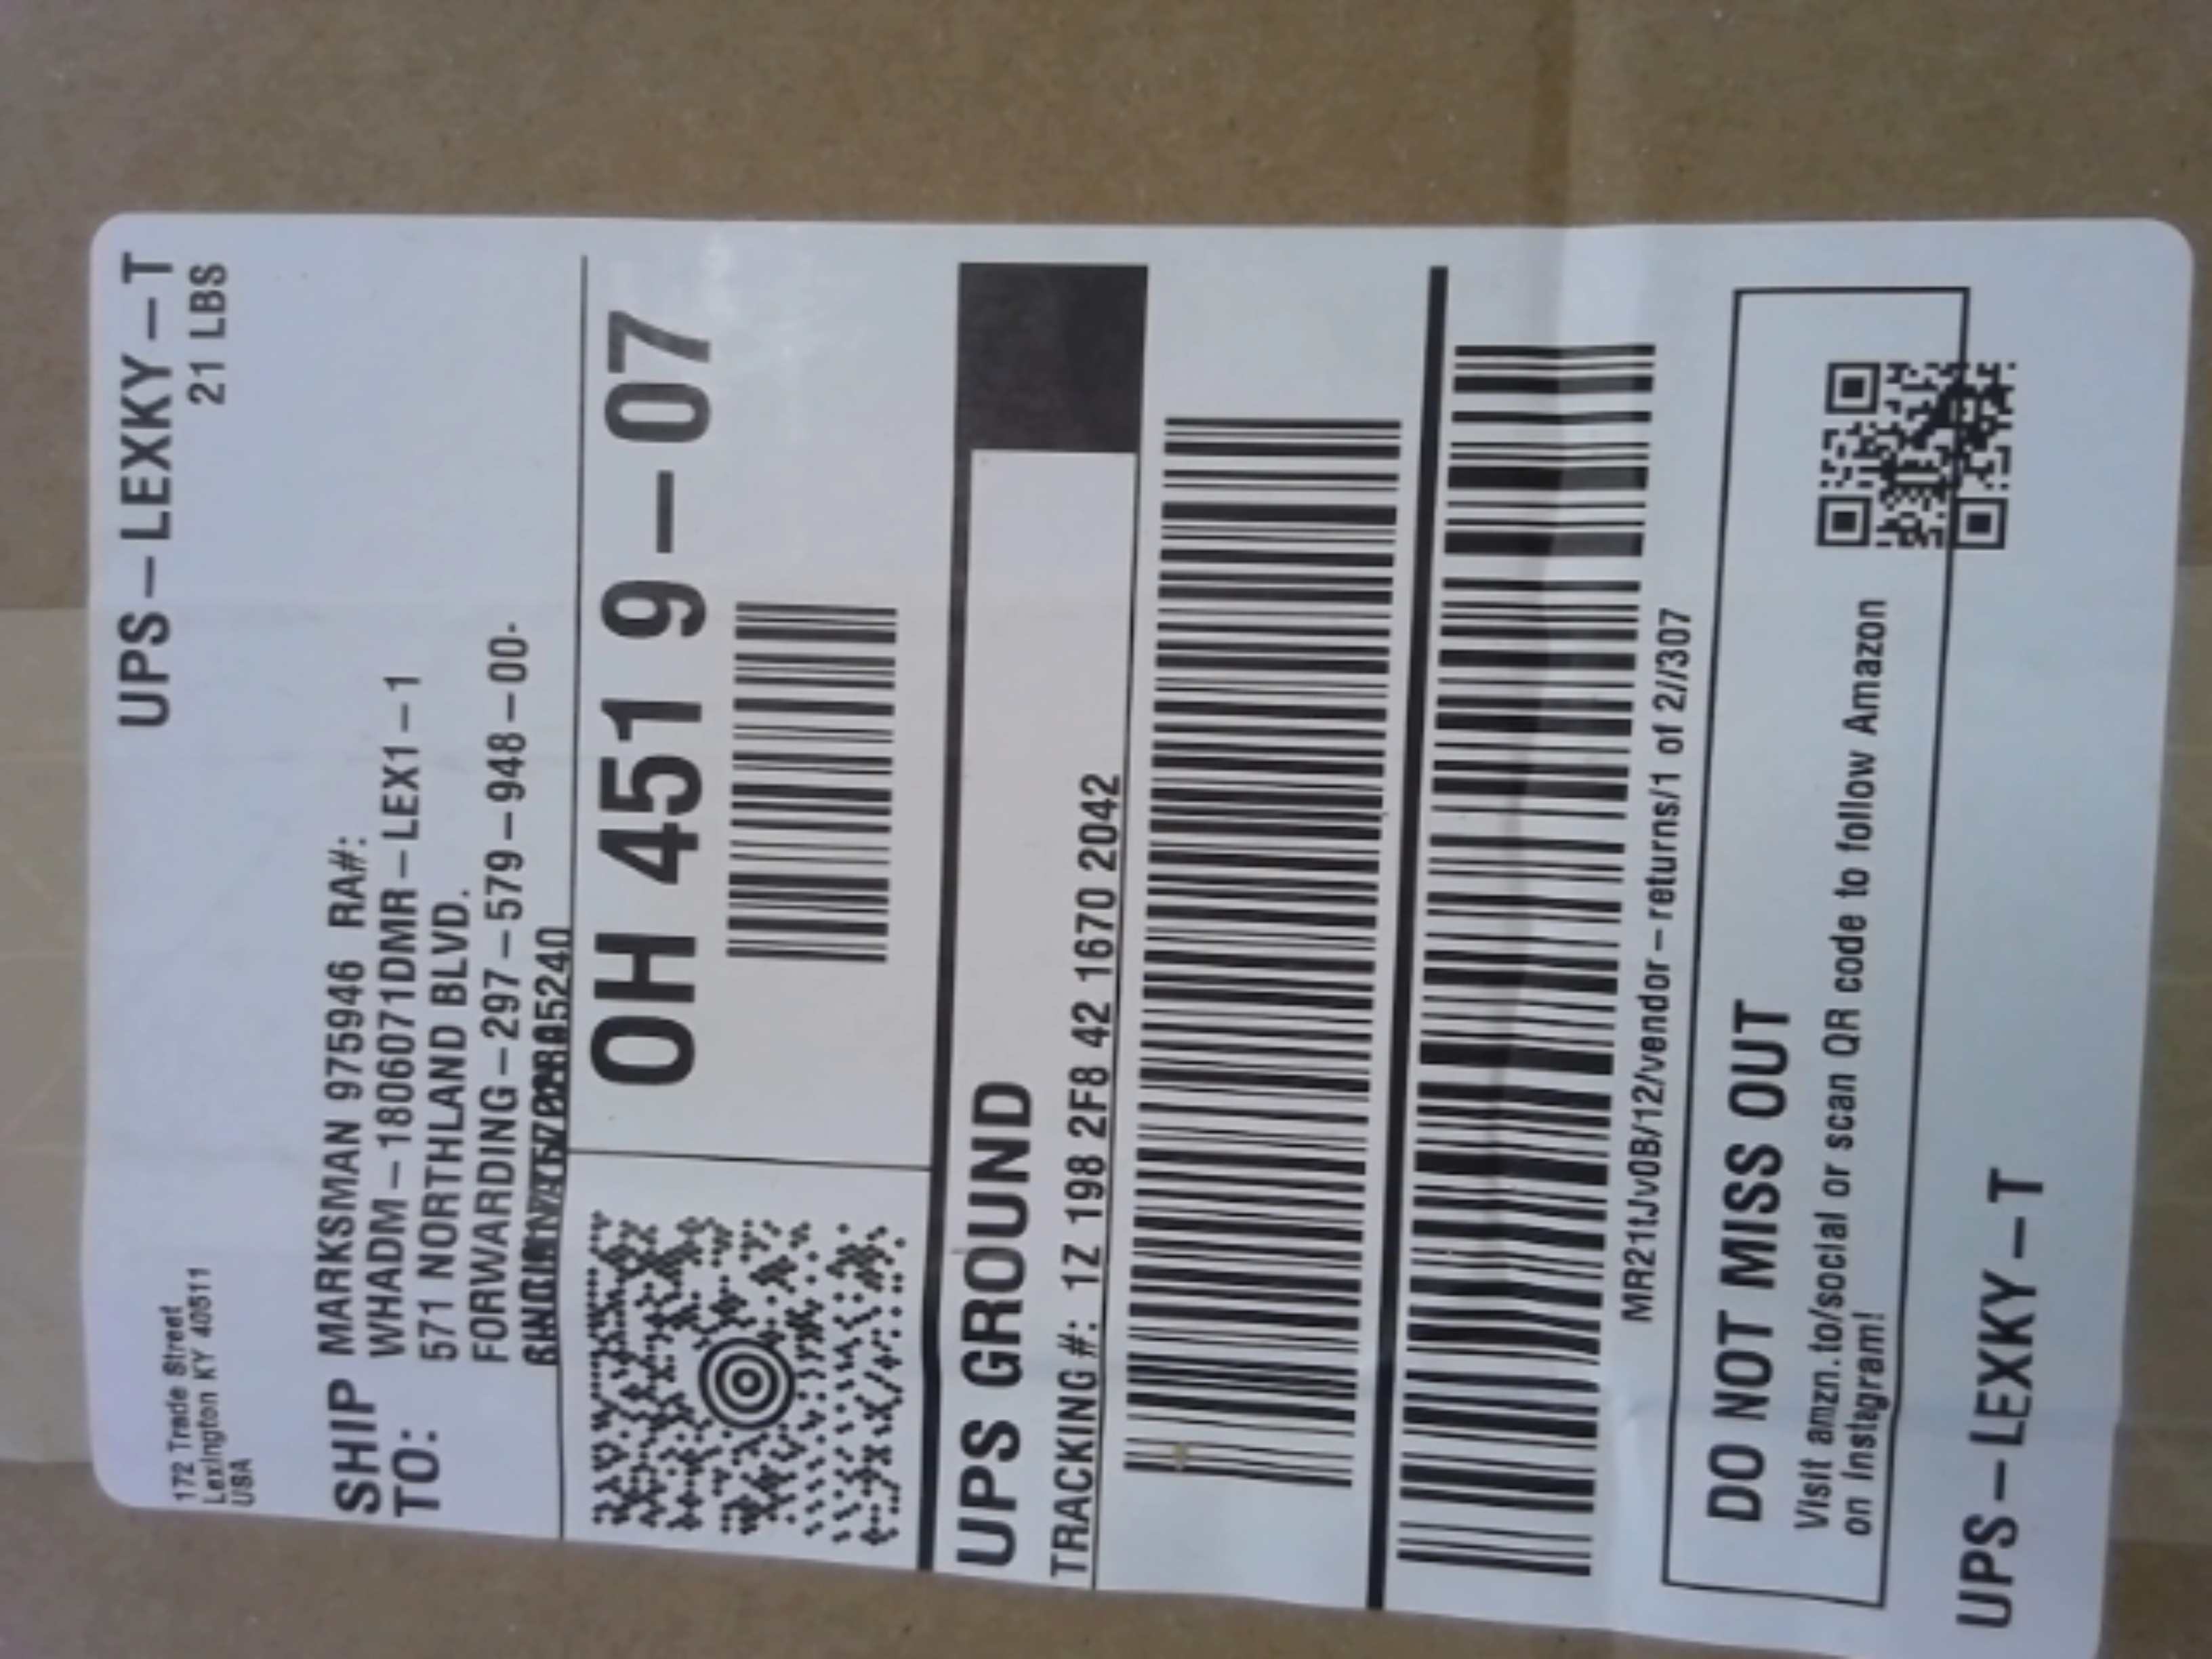 UPS-LEXKY-T
21 LBS
172 Trade Street
Lexington KY 40511
USA
SHIP TO:
MARKSMAN 975946 RA#:
WHADM-1806071DMR-LEX1-1
571 NORTHLAND BLVD.
FORWARDING-297-579-948-00-
OH 451 9-07
UPS GROUND
TRACKING #: 1Z 198 2F8 42 1670 2042
MR21tJv0B/12/vendor-returns/1 of 2//307
DO NOT MISS OUT
Visit amzn.to/social or scan QR code to follow Amazon
on Instagram!
UPS-LEXKY-T